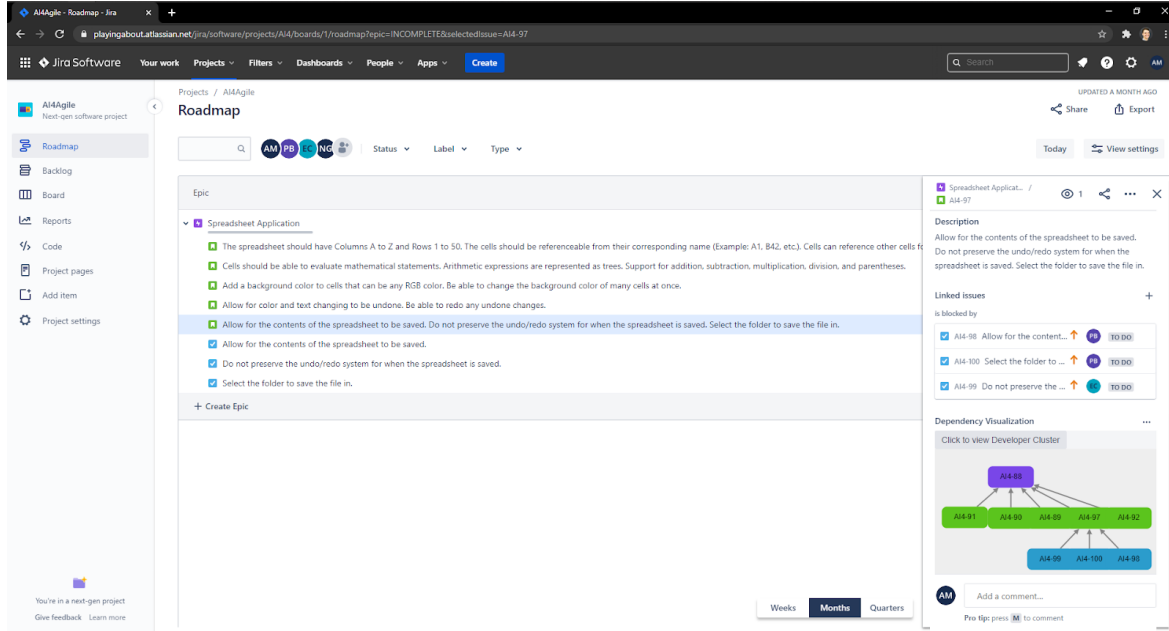 AI4Agile - Roadmap - Jira
playingabout.atlassian.net/jira/software/projects/AI4/boards/1/roadmap?epic=INCOMPLETE&selectedIssue=AI4-97
Jira Software Your work Projects Filters Dashboards People Apps Create Search AM
AI4Agile
Next-gen software project
Roadmap
Backlog
Board
Reports
Code
Project pages
Add item
Project settings
You're in a next-gen project
Give feedback Learn more
Projects / AI4Agile
UPDATED A MONTH AGO
Roadmap
Share Export
AM PB EC NG Status Label Type Today View settings
Epic
Spreadsheet Application
The spreadsheet should have Columns A to Z and Rows 1 to 50. The cells should be referenceable from their corresponding name (Example: A1, B42, etc.). Cells can reference other cells fo
Cells should be able to evaluate mathematical statements. Arithmetic expressions are represented as trees. Support for addition, subtraction, multiplication, division, and parentheses.
Add a background color to cells that can be any RGB color. Be able to change the background color of many cells at once.
Allow for color and text changing to be undone. Be able to redo any undone changes.
Allow for the contents of the spreadsheet to be saved. Do not preserve the undo/redo system for when the spreadsheet is saved. Select the folder to save the file in.
Allow for the contents of the spreadsheet to be saved.
Do not preserve the undo/redo system for when the spreadsheet is saved.
Select the folder to save the file in.
+ Create Epic
Weeks Months Quarters
Spreadsheet Applicat... /
AI4-97
1
Description
Allow for the contents of the spreadsheet to be saved.
Do not preserve the undo/redo system for when the
spreadsheet is saved. Select the folder to save the file in.
Linked issues
is blocked by
AI4-98 Allow for the content... PB TO DO
AI4-100 Select the folder to ... PB TO DO
AI4-99 Do not preserve the ... EC TO DO
Dependency Visualization
Click to view Developer Cluster
AI4-88
AI4-91 AI4-90 AI4-89 AI4-97 AI4-92
AI4-99 AI4-100 AI4-98
AM Add a comment...
Pro tip: press M to comment